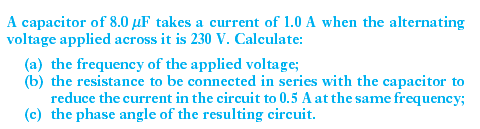 A capacitor of 8.0 μF takes a current of 1.0 A when the alternating
voltage applied across it is 230 V. Calculate:
(a) the frequency of the applied voltage;
(b) the resistance to be connected in series with the capacitor to
reduce the current in the circuit to 0.5 A at the same frequency;
(c) the phase angle of the resulting circuit.